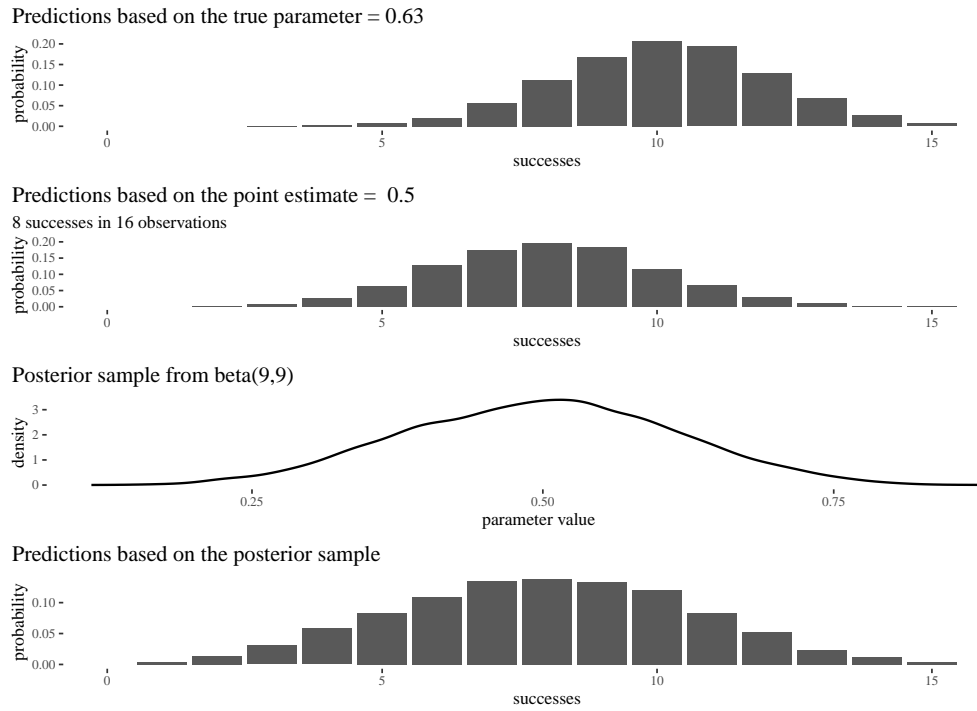 Predictions based on the true parameter = 0.63
probability
0.20
0.15
0.10
0.05
0.00
0
5
10
15
successes
Predictions based on the point estimate = 0.5
8 successes in 16 observations
probability
0.20
0.15
0.10
0.05
0.00
0
5
10
15
successes
Posterior sample from beta(9,9)
density
3
2
1
0
0.25
0.50
0.75
parameter value
Predictions based on the posterior sample
probability
0.10
0.05
0.00
0
5
10
15
successes